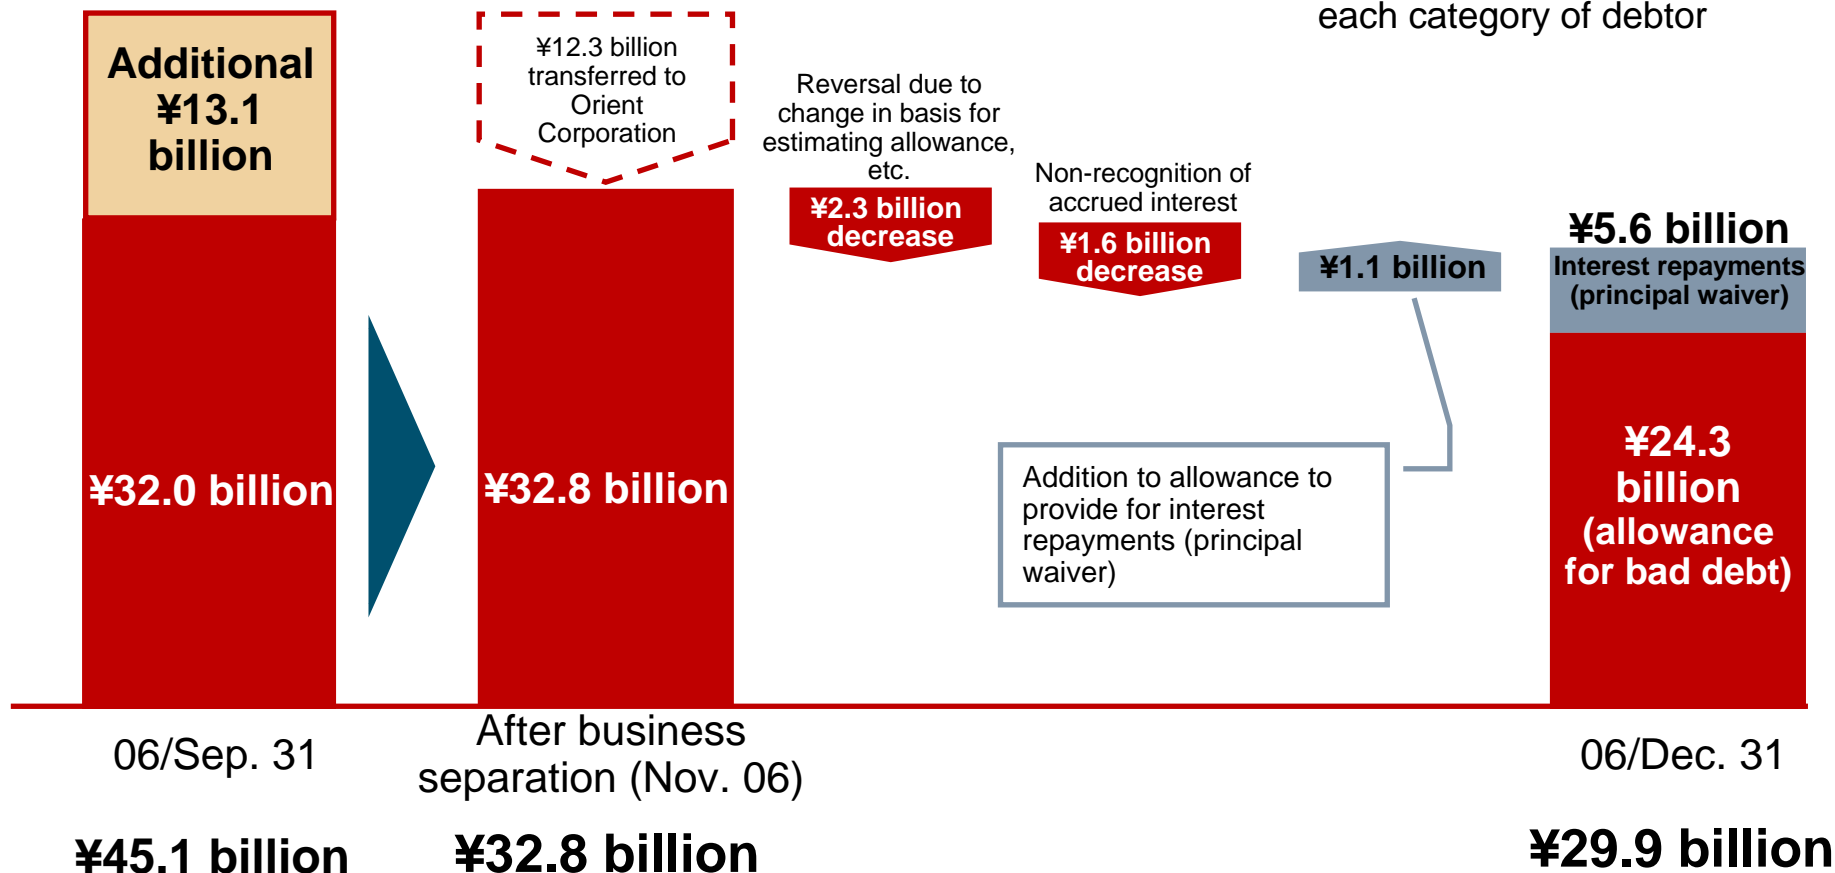 each category of debtor
Additional
¥13.1
billion
¥12.3 billion
transferred to
Orient
Corporation
Reversal due to
change in basis for
estimating allowance,
etc.
¥2.3 billion
decrease
Non-recognition of
accrued interest
¥1.6 billion
decrease
¥1.1 billion
¥5.6 billion
Interest repayments
(principal waiver)
¥32.0 billion
¥32.8 billion
Addition to allowance to
provide for interest
repayments (principal
waiver)
¥24.3
billion
(allowance
for bad debt)
06/Sep. 31
After business
separation (Nov. 06)
06/Dec. 31
¥45.1 billion
¥32.8 billion
¥29.9 billion